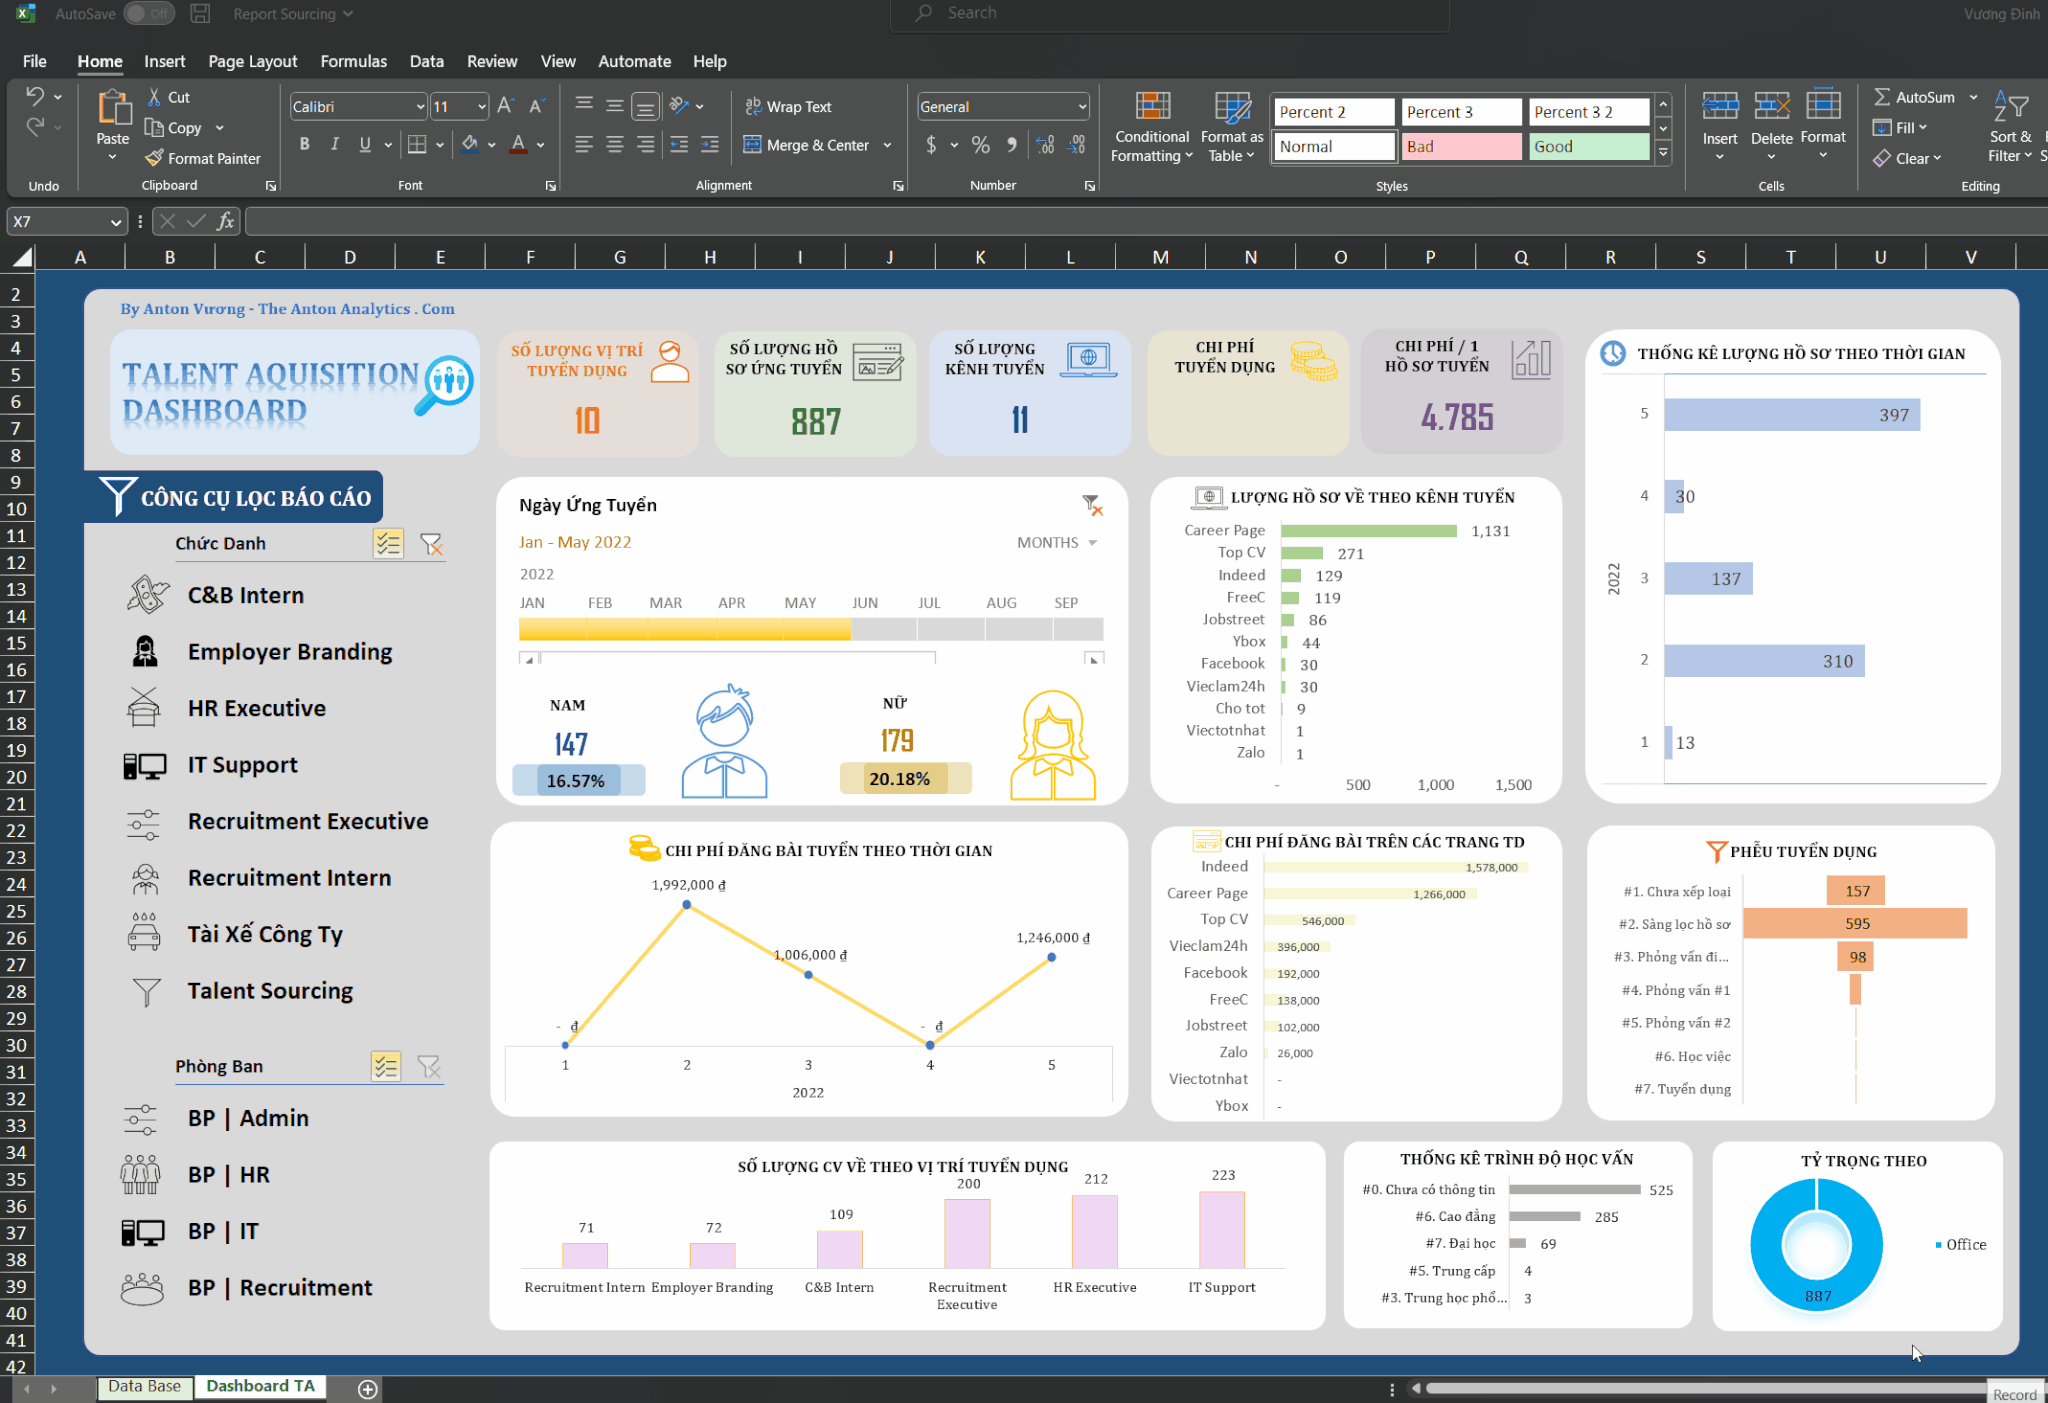 AutoSave Off Report Sourcing Search Vương Đinh
File Home Insert Page Layout Formulas Data Review View Automate Help
Paste
Cut
Copy
Format Painter
Calibri 11
B I U
Wrap Text
Merge & Center
General
$ %
Conditional Formatting
Format as Table
Percent 2 Percent 3 Percent 3 2
Normal Bad Good
Insert Delete Format
AutoSum
Fill
Clear
Sort &
Filter
Undo Clipboard Font Alignment Number Styles Cells Editing
X7 fx
A B C D E F G H I J K L M N O P Q R S T U V
2
3
4
5
6
7
8
9
10
11
12
13
14
15
16
17
18
19
20
21
22
23
24
25
26
27
28
29
30
31
32
33
34
35
36
37
38
39
40
41
42
By Anton Vương - The Anton Analytics . Com
TALENT AQUISITION
DASHBOARD
SỐ LƯỢNG VỊ TRÍ
TUYỂN DỤNG
10
SỐ LƯỢNG HỒ
SƠ ỨNG TUYỂN
887
SỐ LƯỢNG
KÊNH TUYỂN
11
CHI PHÍ
TUYỂN DỤNG
CHI PHÍ / 1
HỒ SƠ TUYỂN
4.785
THỐNG KÊ LƯỢNG HỒ SƠ THEO THỜI GIAN
5 397
4 30
3 137
2 310
1 13
2022
CÔNG CỤ LỌC BÁO CÁO
Chức Danh
C&B Intern
Employer Branding
HR Executive
IT Support
Recruitment Executive
Recruitment Intern
Tài Xế Công Ty
Talent Sourcing
Phòng Ban
BP | Admin
BP | HR
BP | IT
BP | Recruitment
Ngày Ứng Tuyển
Jan - May 2022 MONTHS
2022
JAN FEB MAR APR MAY JUN JUL AUG SEP
NAM
147
16.57%
NỮ
179
20.18%
LƯỢNG HỒ SƠ VỀ THEO KÊNH TUYỂN
Career Page 1,131
Top CV 271
Indeed 129
FreeC 119
Jobstreet 86
Ybox 44
Facebook 30
Vieclam24h 30
Cho tot 9
Viectotnhat 1
Zalo 1
- 500 1,000 1,500
CHI PHÍ ĐĂNG BÀI TUYỂN THEO THỜI GIAN
1,992,000 đ
1,246,000 đ
1,006,000 đ
- đ - đ
1 2 3 4 5
2022
CHI PHÍ ĐĂNG BÀI TRÊN CÁC TRANG TD
Indeed 1,578,000
Career Page 1,266,000
Top CV 546,000
Vieclam24h 396,000
Facebook 192,000
FreeC 138,000
Jobstreet 102,000
Zalo 26,000
Viectotnhat -
Ybox -
PHỄU TUYỂN DỤNG
#1. Chưa xếp loại 157
#2. Sàng lọc hồ sơ 595
#3. Phỏng vấn đi... 98
#4. Phỏng vấn #1
#5. Phỏng vấn #2
#6. Học việc
#7. Tuyển dụng
SỐ LƯỢNG CV VỀ THEO VỊ TRÍ TUYỂN DỤNG
71 72 109 200 212 223
Recruitment Intern Employer Branding C&B Intern Recruitment Executive HR Executive IT Support
THỐNG KÊ TRÌNH ĐỘ HỌC VẤN
#0. Chưa có thông tin 525
#6. Cao đẳng 285
#7. Đại học 69
#5. Trung cấp 4
#3. Trung học phổ... 3
TỶ TRỌNG THEO
Office
887
Data Base Dashboard TA
Record